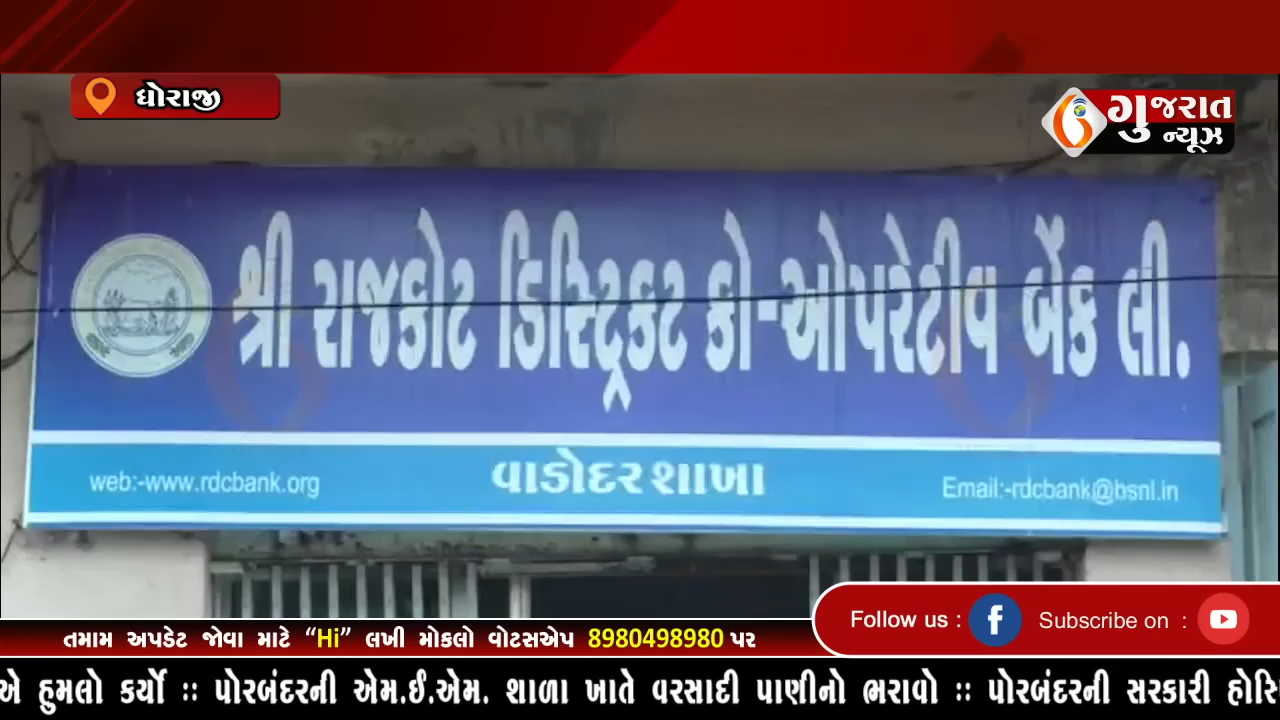 ધોરાજી
ગુજરાત
ન્યૂઝ
શ્રી રાજકોટ ડિસ્ટ્રિકટ કો-ઓપરેટીવ બેંક લી.
web:-www.rdcbank.org
વાડોદર શાખા
Email:-rdcbank@bsnl.in
Follow us :
Subscribe on :
તમામ અપડેટ જોવા માટે “Hi” લખી મોકલો વોટસએપ 8980498980 પર
એ હુમલો કર્યો :: પોરબંદરની એમ.ઈ.એમ. શાળા ખાતે વરસાદી પાણીનો ભરાવો :: પોરબંદરની સરકારી